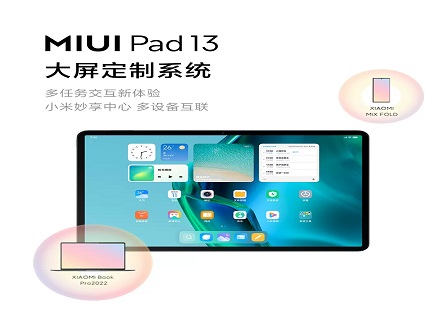 MIUI Pad 13
大屏定制系统
多任务交互新体验
小米妙享中心 多设备互联
XIAOMI
MIX FOLD
26°
XIAOMI Book
Pro2022